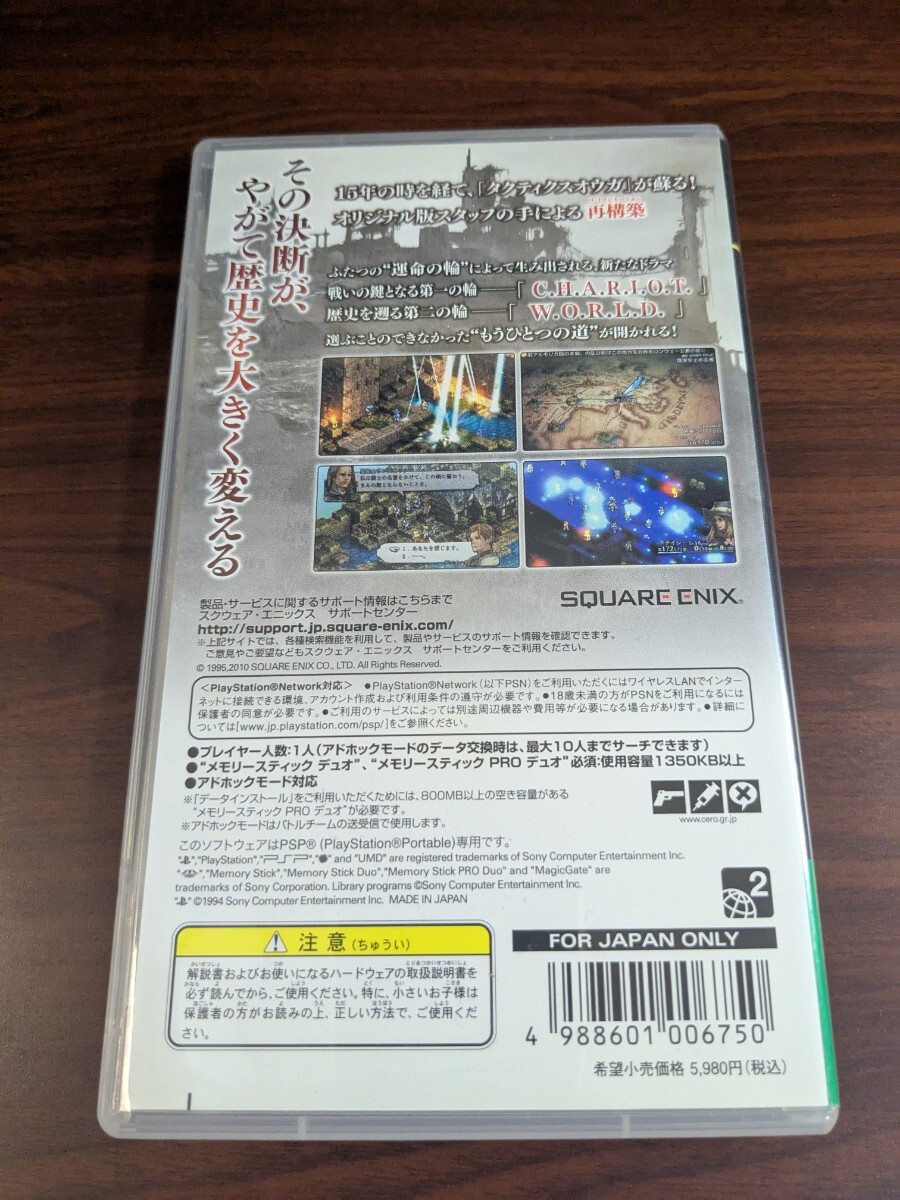 その決断が、
やがて歴史を大きく変える
15年の時を経て、「タクティクスオウガ」が蘇る！
オリジナル版スタッフの手による 再構築
ふたつの“運命の輪”によって生み出される、新たなドラマ
戦いの鍵となる第一の輪――「C.H.A.R.I.O.T.」
歴史を遡る第二の輪――「W.O.R.L.D.」
選ぶことのできなかった“もうひとつの道”が開かれる！
私は騎士の名誉をかけて、この剣に誓おう。
きみの敵とならないことを。
1．あなたを信じます。
製品・サービスに関するサポート情報はこちらまで
スクウェア・エニックス サポートセンター
http://support.jp.square-enix.com/
※上記サイトでは、各種検索機能を利用して、製品やサービスのサポート情報を確認できます。
ご意見やご要望などもスクウェア・エニックス サポートセンターをご利用ください。
© 1995,2010 SQUARE ENIX CO., LTD. All Rights Reserved.
SQUARE ENIX.
＜PlayStation®Network対応＞ ●PlayStation®Network（以下PSN）をご利用いただくにはワイヤレスLANでインター
ネットに接続できる環境、アカウント作成および利用条件の遵守が必要です。●18歳未満の方がPSNをご利用になるには
保護者の同意が必要です。●ご利用のサービスによっては別途周辺機器や費用等が必要になる場合があります。●詳細に
ついては[www.jp.playstation.com/psp/]をご参照ください。
●プレイヤー人数：1人（アドホックモードのデータ交換時は、最大10人までサーチできます）
●“メモリースティック デュオ”、“メモリースティック PRO デュオ”必須：使用容量1350KB以上
●アドホックモード対応
※「データインストール」をご利用いただくためには、800MB以上の空き容量がある
“メモリースティック PRO デュオ”が必要です。
※アドホックモードはバトルチームの送受信で使用します。
www.cero.gr.jp
このソフトウェアはPSP®（PlayStation®Portable）専用です。
"PlayStation", "PSP", and "UMD" are registered trademarks of Sony Computer Entertainment Inc.
"Memory Stick","Memory Stick Duo","Memory Stick PRO Duo" and "MagicGate" are
trademarks of Sony Corporation. Library programs ©Sony Computer Entertainment Inc.
©1994 Sony Computer Entertainment Inc. MADE IN JAPAN
2
注意（ちゅうい）
解説書およびお使いになるハードウェアの取扱説明書を
必ず読んでから、ご使用ください。特に、小さいお子様は
保護者の方がお読みの上、正しい方法で、ご使用くだ
さい。
FOR JAPAN ONLY
4 988601 006750
希望小売価格 5,980円（税込）